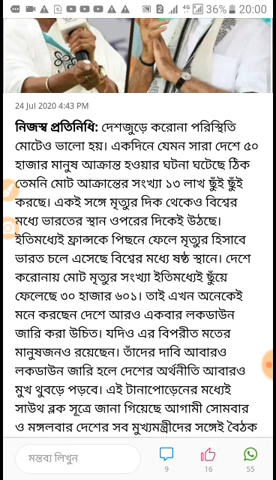 36% 20:00
24 Jul 2020 4:43 PM
নিজস্ব প্রতিনিধি: দেশজুড়ে করোনা পরিস্থিতি
মোটেও ভালো হয়। একদিনে যেমন সারা দেশে ৫০
হাজার মানুষ আক্রান্ত হওয়ার ঘটনা ঘটেছে ঠিক
তেমনি মোট আক্রান্তের সংখ্যা ১৩ লাখ ছুঁই ছুঁই
করছে। একই সঙ্গে মৃত্যুর দিক থেকেও বিশ্বের
মধ্যে ভারতের স্থান ওপরের দিকেই উঠছে।
ইতিমধ্যেই ফ্রান্সকে পিছনে ফেলে মৃত্যুর হিসাবে
ভারত চলে এসেছে বিশ্বের মধ্যে ষষ্ঠ স্থানে। দেশে
করোনায় মোট মৃত্যুর সংখ্যা ইতিমধ্যেই ছুঁয়ে
ফেলেছে ৩০ হাজার ৬০১। তাই এখন অনেকেই
মনে করছেন দেশে আরও একবার লকডাউন
জারি করা উচিত। যদিও এর বিপরীত মতের
মানুষজনও রয়েছেন। তাঁদের দাবি আবারও
লকডাউন জারি হলে দেশের অর্থনীতি আবারও
মুখ থুবড়ে পড়বে। এই টানাপোড়েনের মধ্যেই
সাউথ ব্লক সূত্রে জানা গিয়েছে আগামী সোমবার
ও মঙ্গলবার দেশের সব মুখ্যমন্ত্রীদের সঙ্গেই বৈঠক
মন্তব্য লিখুন
9 16 55